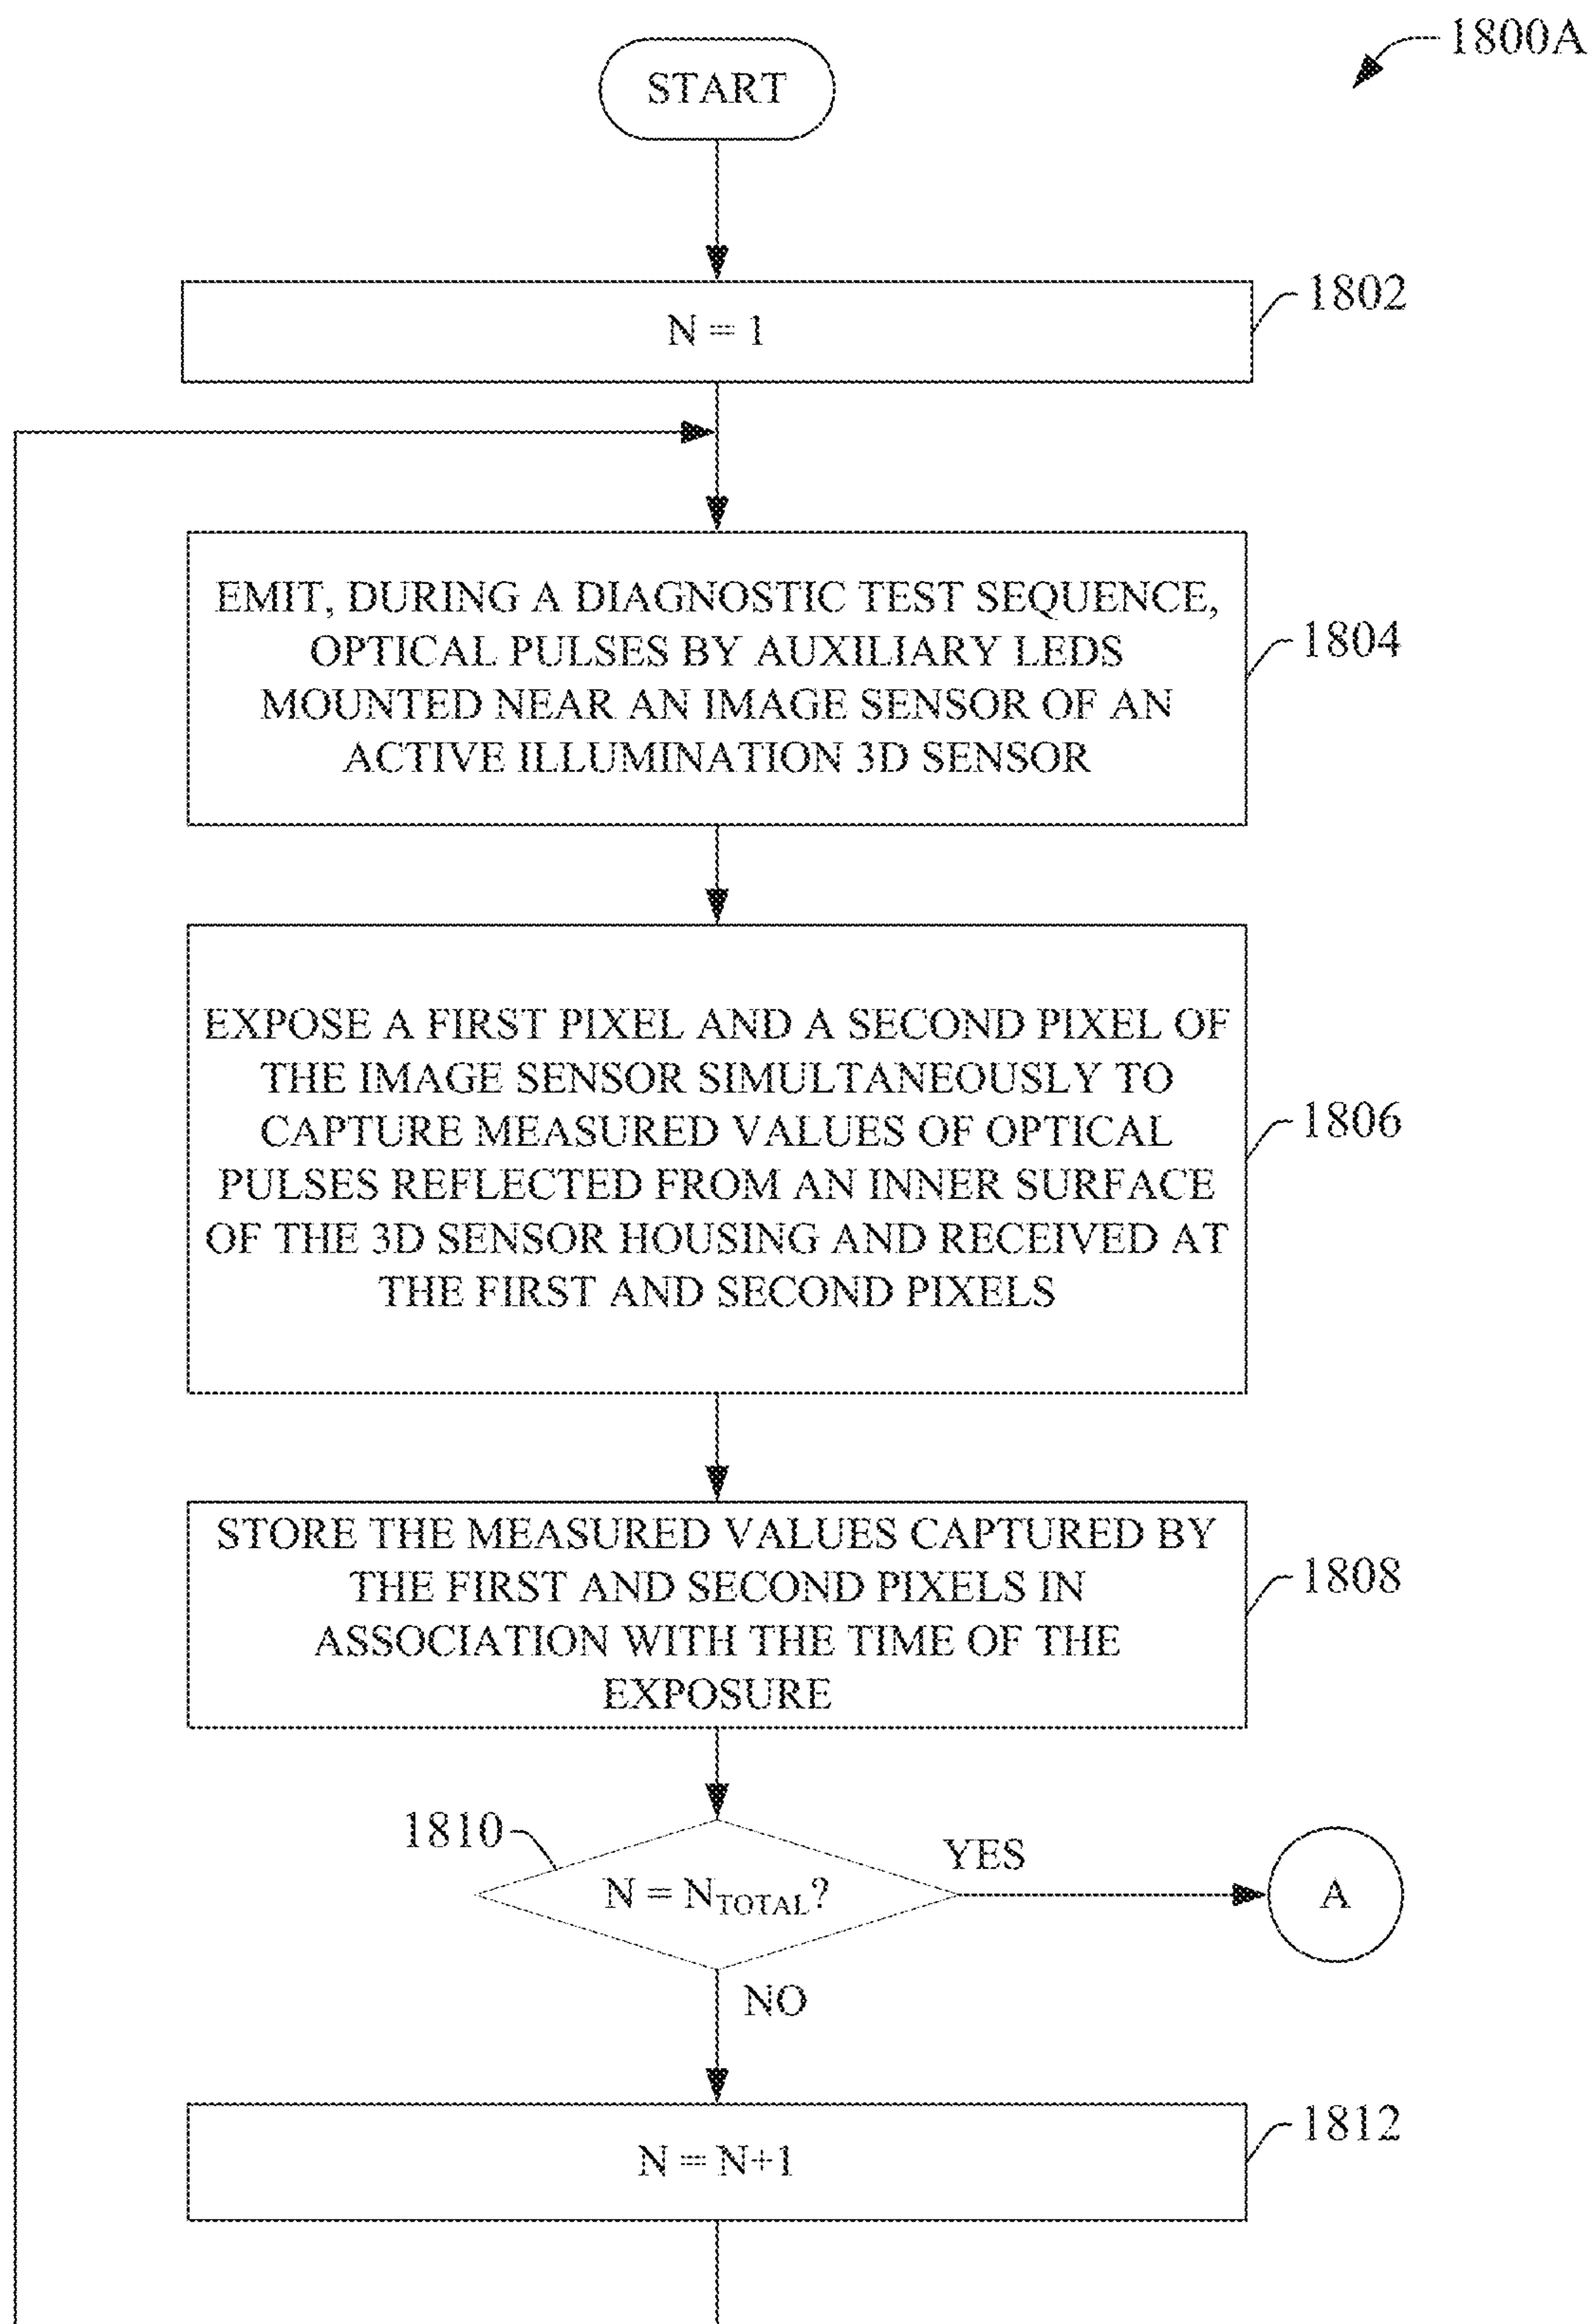 1800A
START
1802
N = 1
EMIT, DURING A DIAGNOSTIC TEST SEQUENCE,
OPTICAL PULSES BY AUXILIARY LEDS
MOUNTED NEAR AN IMAGE SENSOR OF AN
ACTIVE ILLUMINATION 3D SENSOR
1804
EXPOSE A FIRST PIXEL AND A SECOND PIXEL OF
THE IMAGE SENSOR SIMULTANEOUSLY TO
CAPTURE MEASURED VALUES OF OPTICAL
PULSES REFLECTED FROM AN INNER SURFACE
OF THE 3D SENSOR HOUSING AND RECEIVED AT
THE FIRST AND SECOND PIXELS
1806
STORE THE MEASURED VALUES CAPTURED BY
THE FIRST AND SECOND PIXELS IN
ASSOCIATION WITH THE TIME OF THE
EXPOSURE
1808
1810
N = NTOTAL?
YES
A
NO
1812
N = N+1